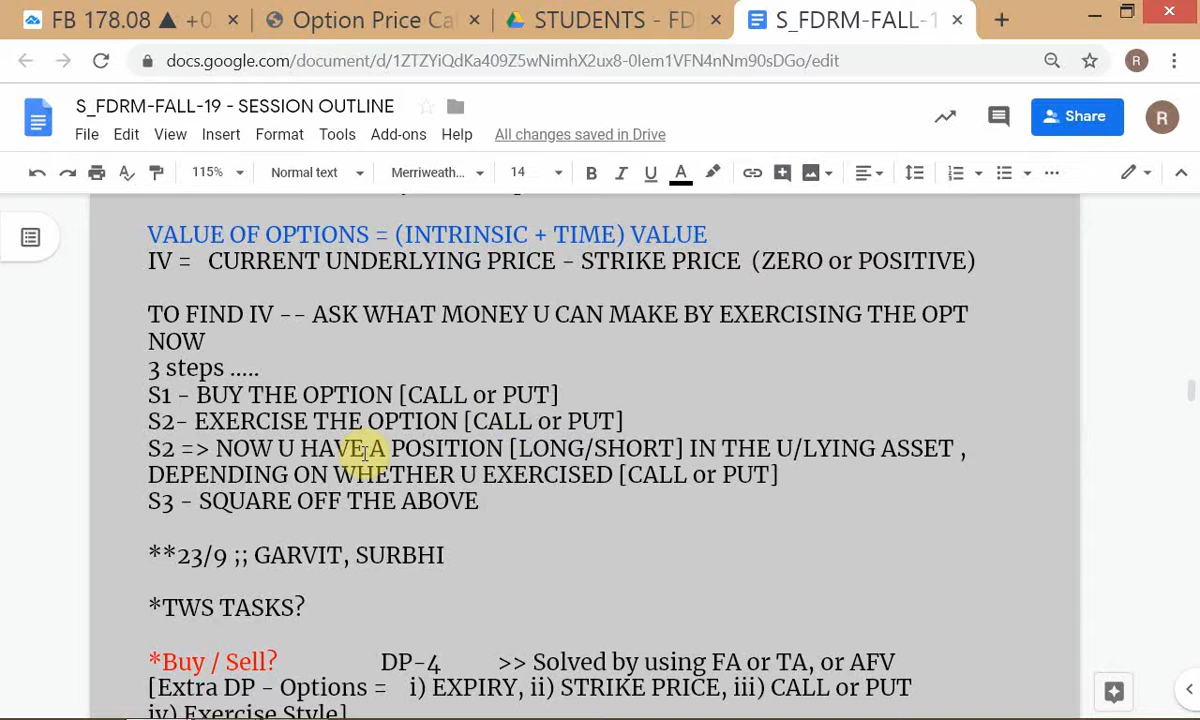 FB 178.08 ▲ +0
Option Price Ca
STUDENTS - FD
S_FDRM-FALL-1
docs.google.com/document/d/1ZTZYiQdKa409Z5wNimhX2ux8-0lem1VFN4nNm90sDGo/edit
R
S_FDRM-FALL-19 - SESSION OUTLINE
File Edit View Insert Format Tools Add-ons Help All changes saved in Drive
Share
R
115% Normal text Merriweath... 14 B I U A
VALUE OF OPTIONS = (INTRINSIC + TIME) VALUE
IV = CURRENT UNDERLYING PRICE - STRIKE PRICE (ZERO or POSITIVE)
TO FIND IV -- ASK WHAT MONEY U CAN MAKE BY EXERCISING THE OPT
NOW
3 steps .....
S1 - BUY THE OPTION [CALL or PUT]
S2- EXERCISE THE OPTION [CALL or PUT]
S2 => NOW U HAVE A POSITION [LONG/SHORT] IN THE U/LYING ASSET ,
DEPENDING ON WHETHER U EXERCISED [CALL or PUT]
S3 - SQUARE OFF THE ABOVE
**23/9 ;; GARVIT, SURBHI
*TWS TASKS?
*Buy / Sell? DP-4 >> Solved by using FA or TA, or AFV
[Extra DP - Options = i) EXPIRY, ii) STRIKE PRICE, iii) CALL or PUT
iv) Exercise Style]